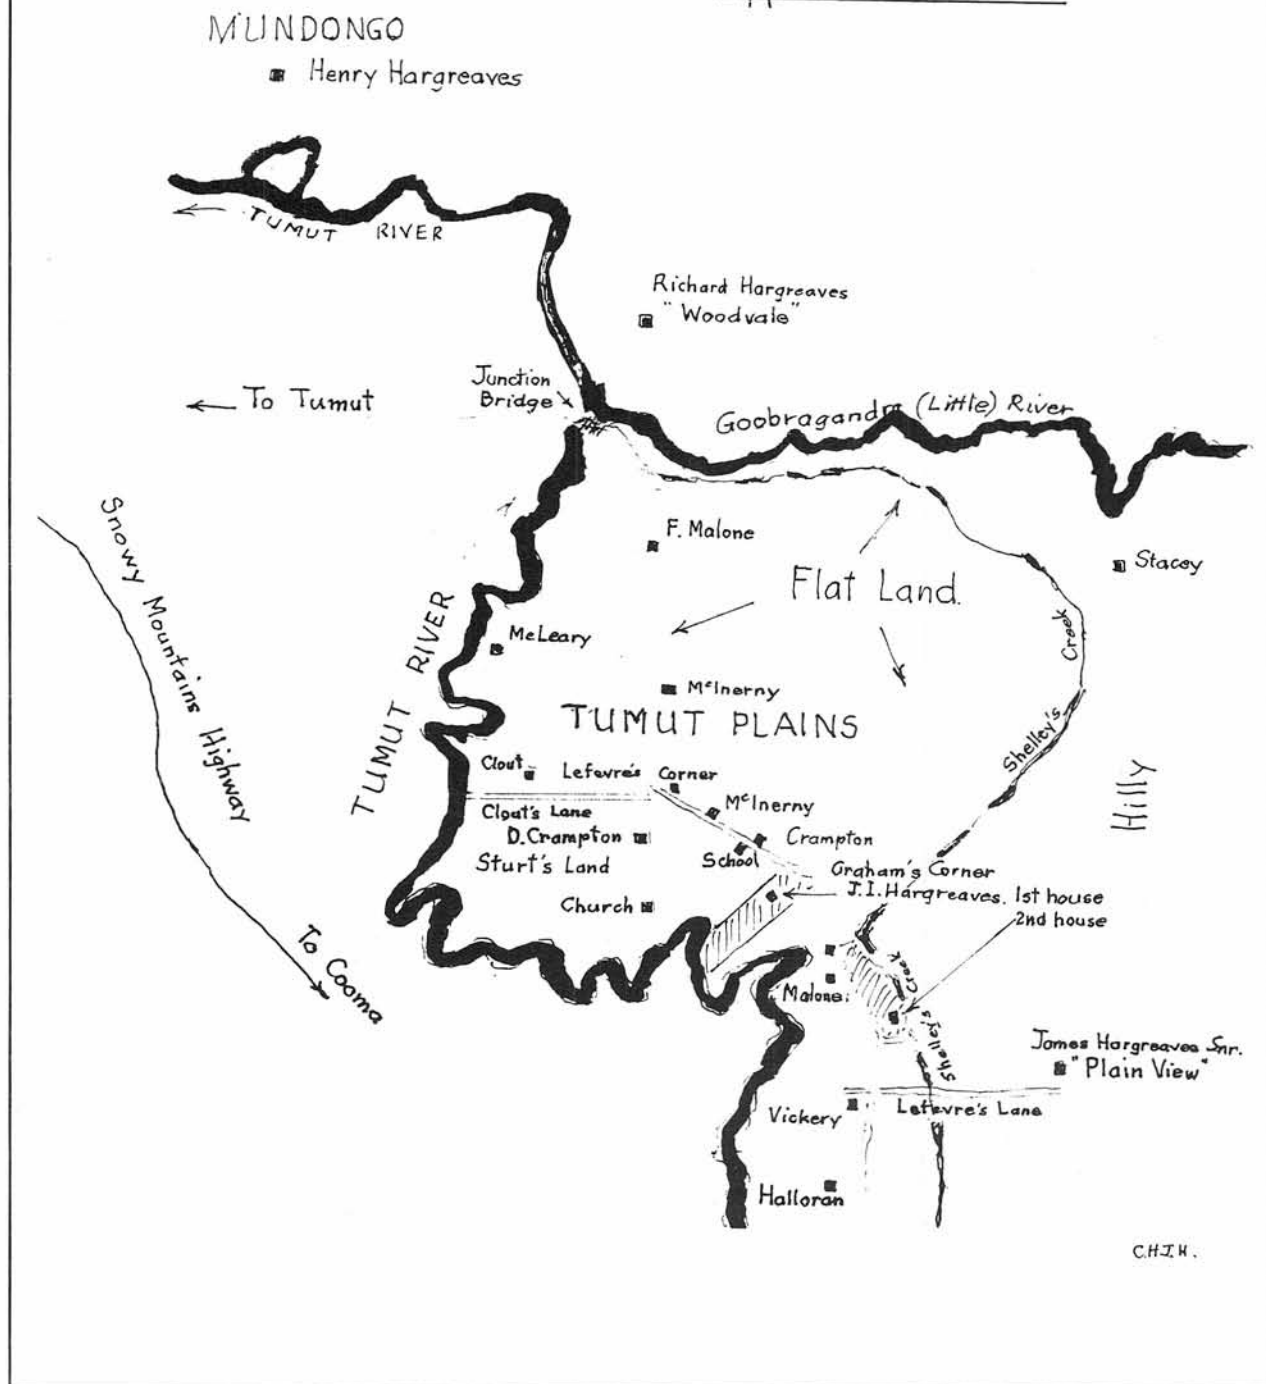 MUNDONGO
Henry Hargreaves
TUMUT RIVER
Richard Hargreaves
"Woodvale"
Junction
Bridge
To Tumut
Goobragandra (Little) River
Snowy Mountains Highway
F. Malone
Stacey
Flat Land.
TUMUT RIVER
McLeary
Creek
McInerny
TUMUT PLAINS
Shelley's
Clout
Lefevre's Corner
Hilly
Clout's Lane
McInerny
D. Crampton
Crampton
School
Sturt's Land
Graham's Corner
J.I. Hargreaves. 1st house
2nd house
Church
To Cooma
Malone.
Shelley's Creek
James Hargreaves Snr.
"Plain View"
Vickery
Lefevre's Lane
Halloran
C.H.I.H.